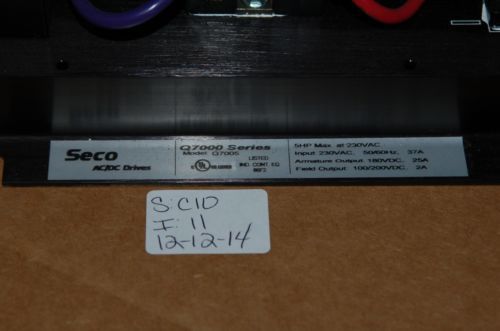 Seco
AC/DC Drives
Q7000 Series
Model Q7005
UL
LISTED
IND. CONT. EQ.
5HP Max. at 230VAC
Input 230VAC, 50/60Hz, 37A
Armature Output 180VDC, 25A
Field Output 100/200VDC, 2A
S:C10
I: 11
12-12-14